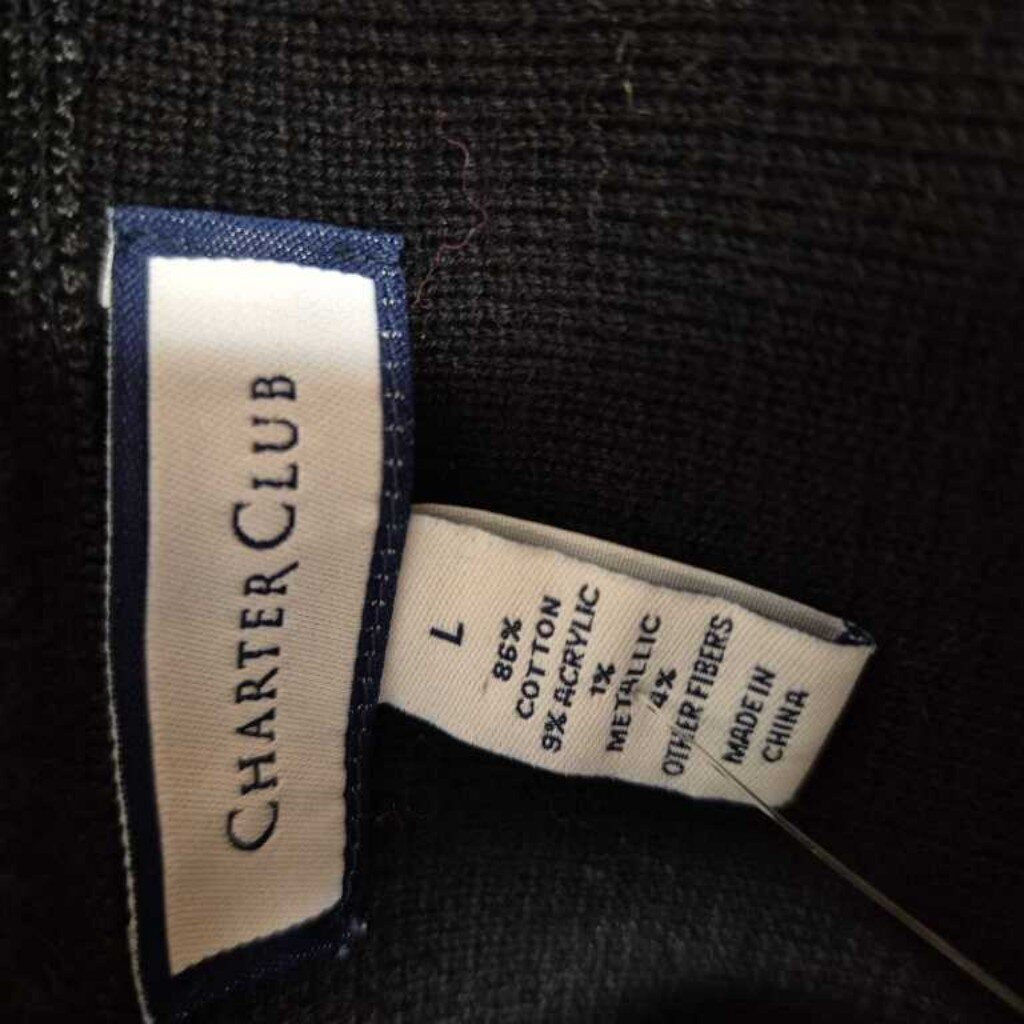 CHARTER CLUB
L
86%
COTTON
9% ACRYLIC
1%
METALLIC
4%
OTHER FIBERS
MADE IN
CHINA